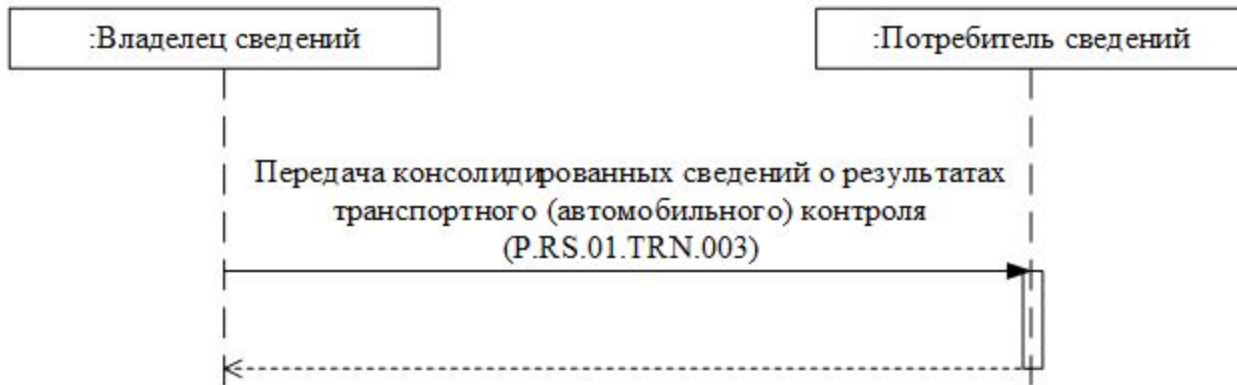 :Владелец сведений
:Потребитель сведений
Передача консолидированных сведений о результатах
транспортного (автомобильного) контроля
(P.RS.01.TRN.003)